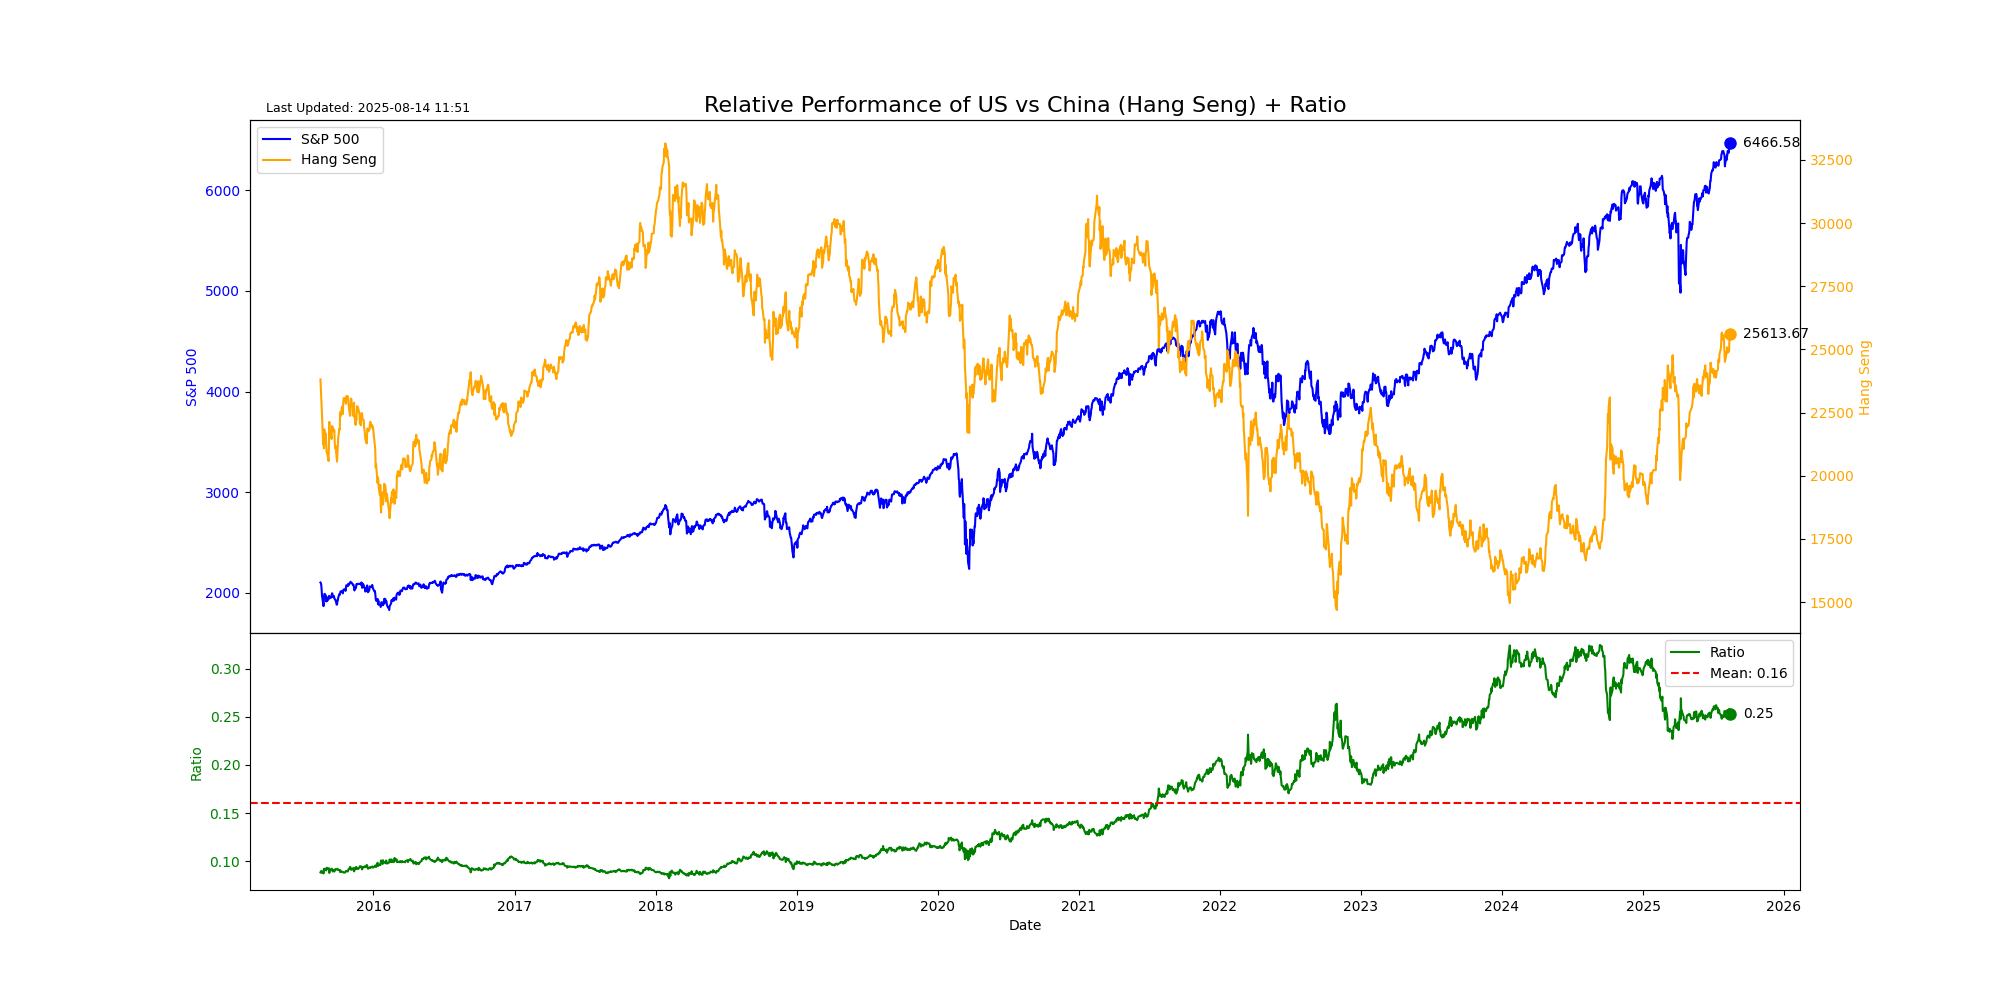 Last Updated: 2025-08-14 11:51
Relative Performance of US vs China (Hang Seng) + Ratio
S&P 500
Hang Seng
6000
5000
4000
3000
2000
S&P 500
32500
30000
27500
25000
22500
20000
17500
15000
Hang Seng
6466.58
25613.67
0.30
0.25
0.20
0.15
0.10
Ratio
Ratio
Mean: 0.16
0.25
2016 2017 2018 2019 2020 2021 2022 2023 2024 2025 2026
Date